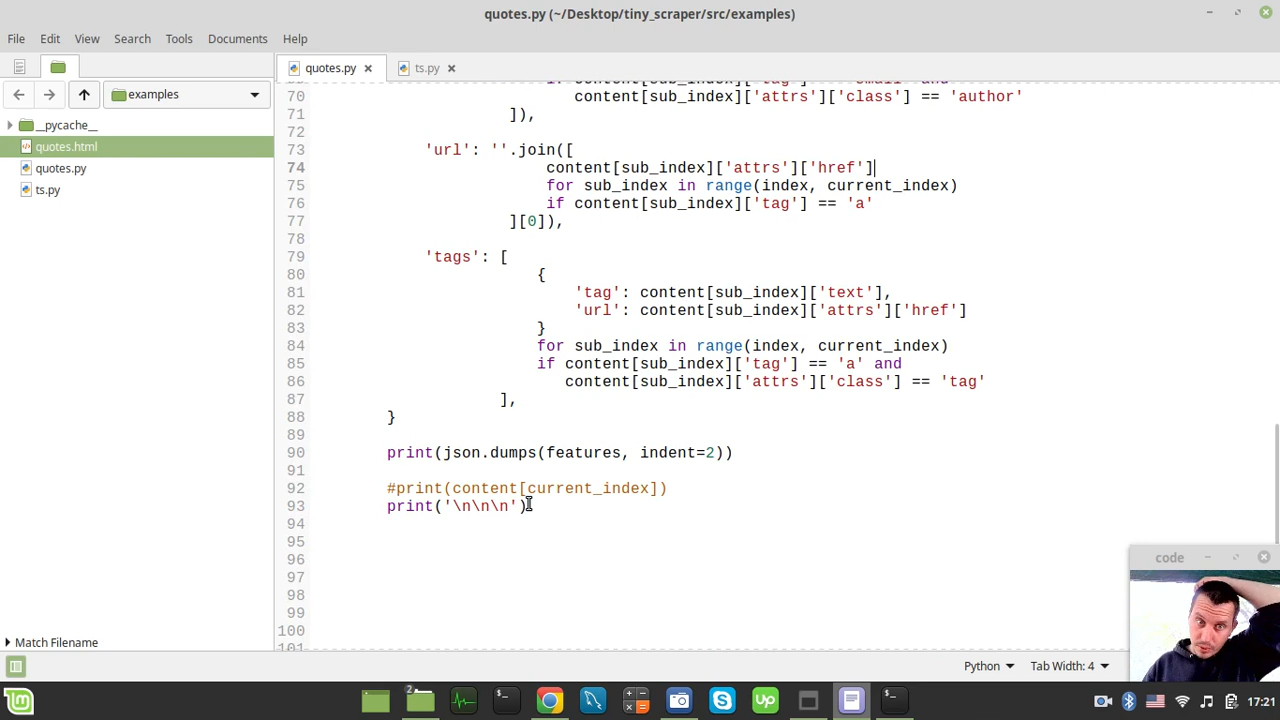 quotes.py (~/Desktop/tiny_scraper/src/examples)
File Edit View Search Tools Documents Help
quotes.py ts.py
examples
__pycache__
quotes.html
quotes.py
ts.py
70 content[sub_index]['attrs']['class'] == 'author'
71 ]),
72
73 'url': ''.join([
74 content[sub_index]['attrs']['href']
75 for sub_index in range(index, current_index)
76 if content[sub_index]['tag'] == 'a'
77 ][0]),
78
79 'tags': [
80 {
81 'tag': content[sub_index]['text'],
82 'url': content[sub_index]['attrs']['href']
83 }
84 for sub_index in range(index, current_index)
85 if content[sub_index]['tag'] == 'a' and
86 content[sub_index]['attrs']['class'] == 'tag'
87 ],
88 }
89
90 print(json.dumps(features, indent=2))
91
92 #print(content[current_index])
93 print('\n\n\n')
94
95
96
97
98
99
100
101
code
Match Filename
Python Tab Width: 4
2 Up 17:21